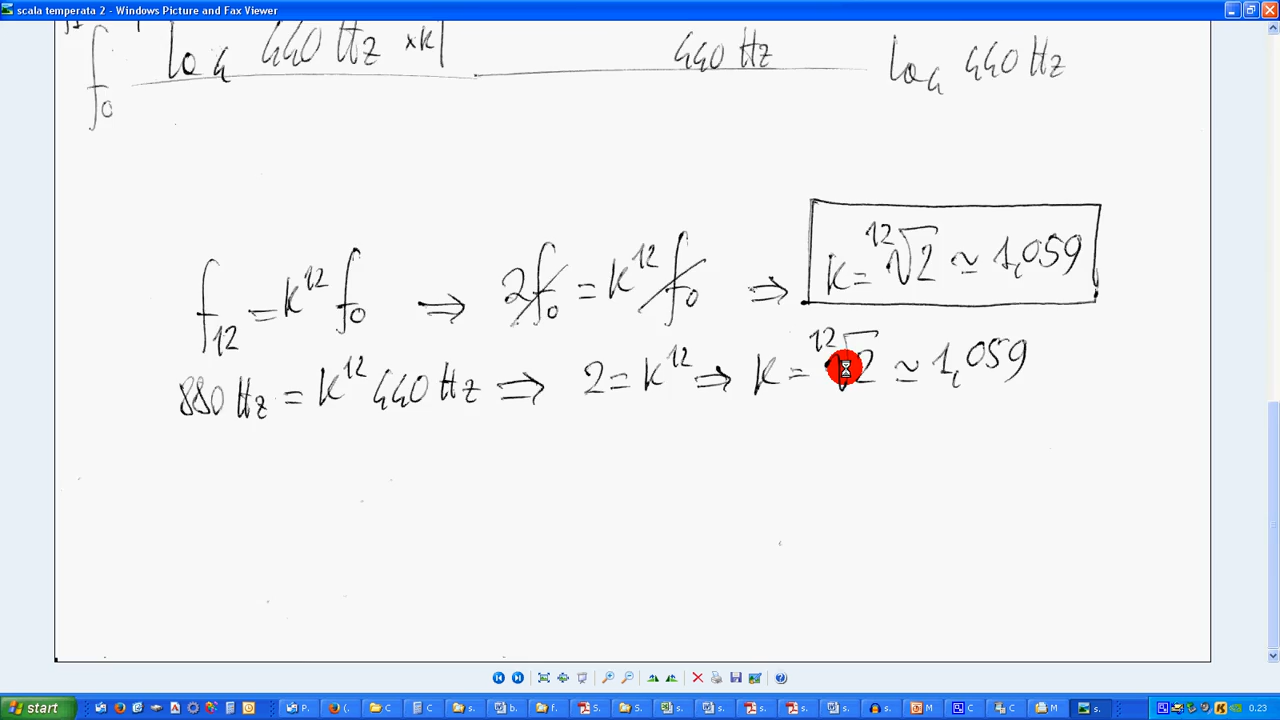 scala temperata 2 - Windows Picture and Fax Viewer
f₀ la₄ 440 Hz ×k 440 Hz la₄ 440 Hz
k = ¹²√2 ≃ 1,059
f₁₂ = k¹² f₀ ⇒ 2f₀ = k¹² f₀ ⇒
880 Hz = k¹² 440 Hz ⇒ 2 = k¹² ⇒ k = ¹²√2 ≃ 1,059
start P. (. C C s. b. f. S S. s. s. s. M C C M s. 0.23